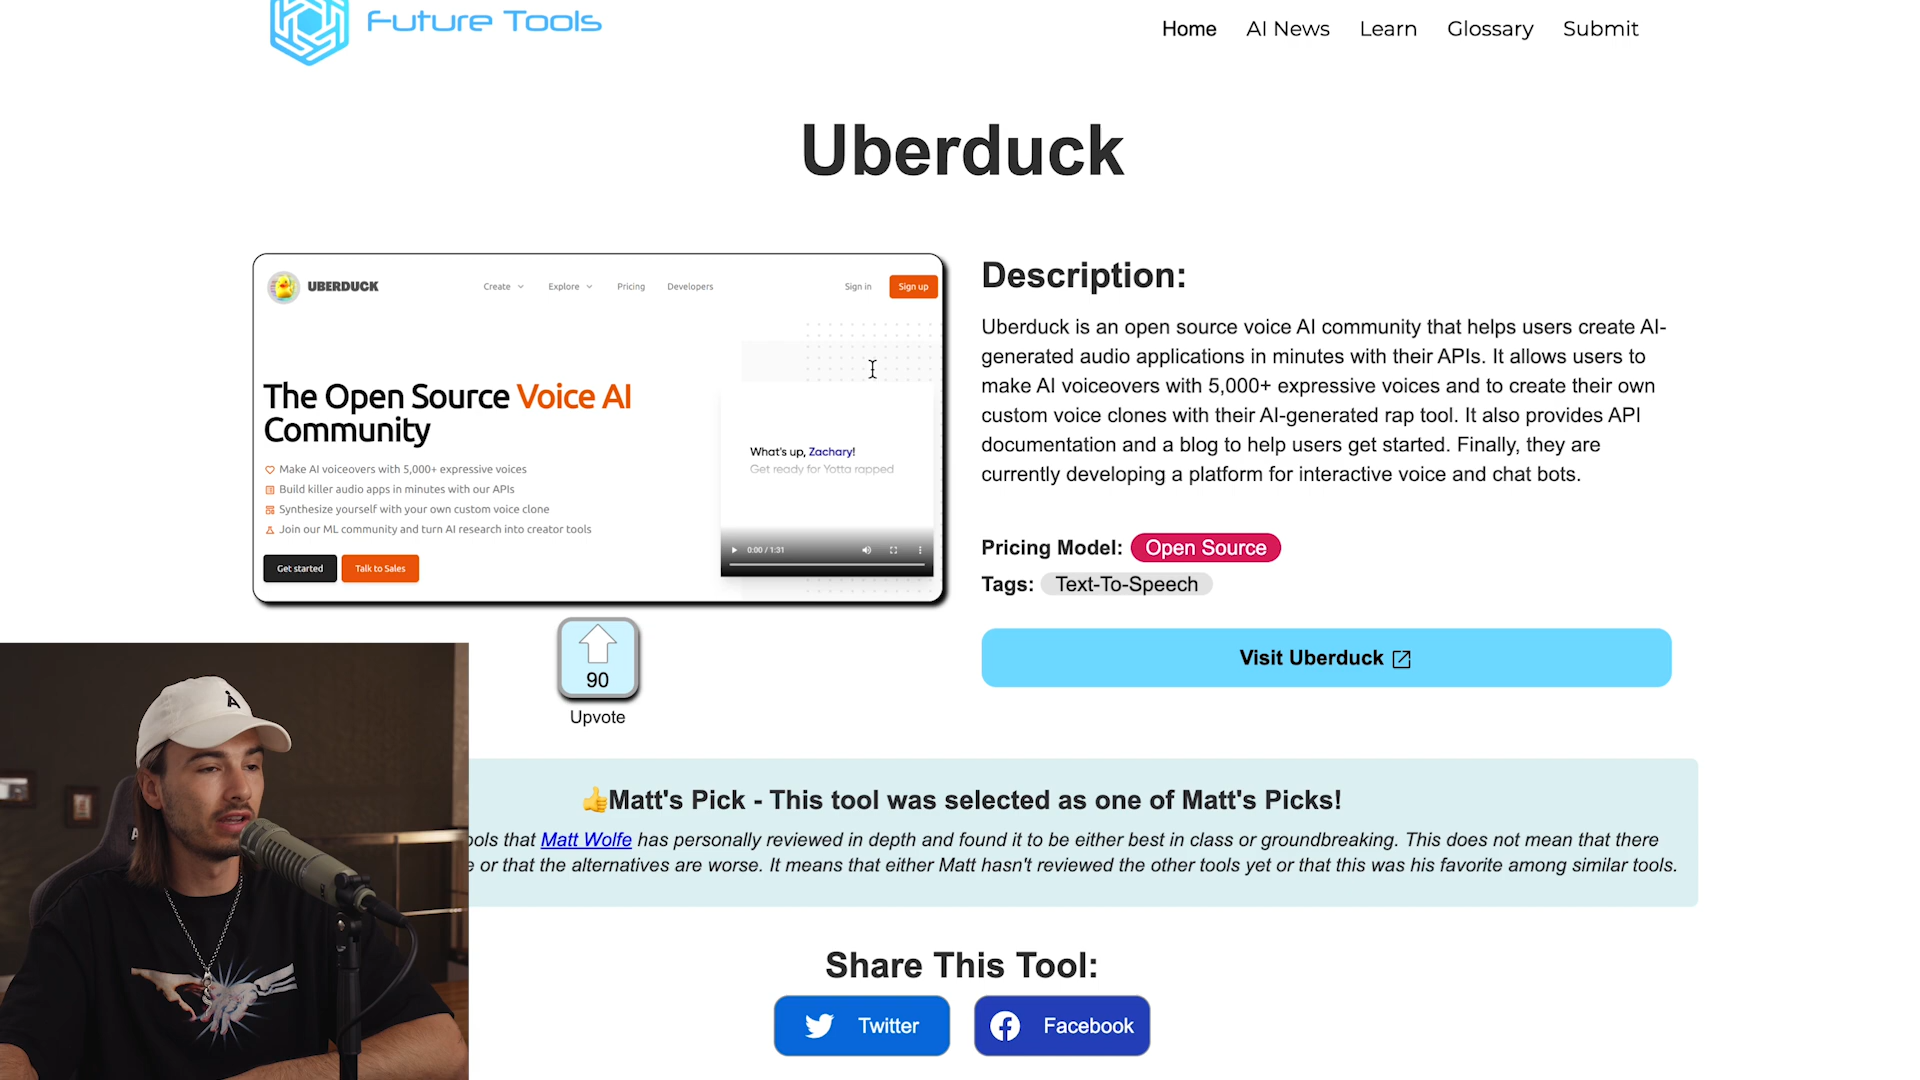 Future Tools
Home AI News Learn Glossary Submit
Uberduck
UBERDUCK
Create Explore Pricing Developers
Sign in Sign up
The Open Source Voice AI
Community
Make AI voiceovers with 5,000+ expressive voices
Build killer audio apps in minutes with our APIs
Synthesize yourself with your own custom voice clone
Join our ML community and turn AI research into creator tools
Get started Talk to Sales
What's up, Zachary!
Get ready for Yotta rapped
0:00 / 1:31
90
Upvote
Description:
Uberduck is an open source voice AI community that helps users create AI-
generated audio applications in minutes with their APIs. It allows users to
make AI voiceovers with 5,000+ expressive voices and to create their own
custom voice clones with their AI-generated rap tool. It also provides API
documentation and a blog to help users get started. Finally, they are
currently developing a platform for interactive voice and chat bots.
Pricing Model: Open Source
Tags: Text-To-Speech
Visit Uberduck
👍Matt's Pick - This tool was selected as one of Matt's Picks!
that Matt Wolfe has personally reviewed in depth and found it to be either best in class or groundbreaking. This does not mean that there
or that the alternatives are worse. It means that either Matt hasn't reviewed the other tools yet or that this was his favorite among similar tools.
Share This Tool:
Twitter Facebook